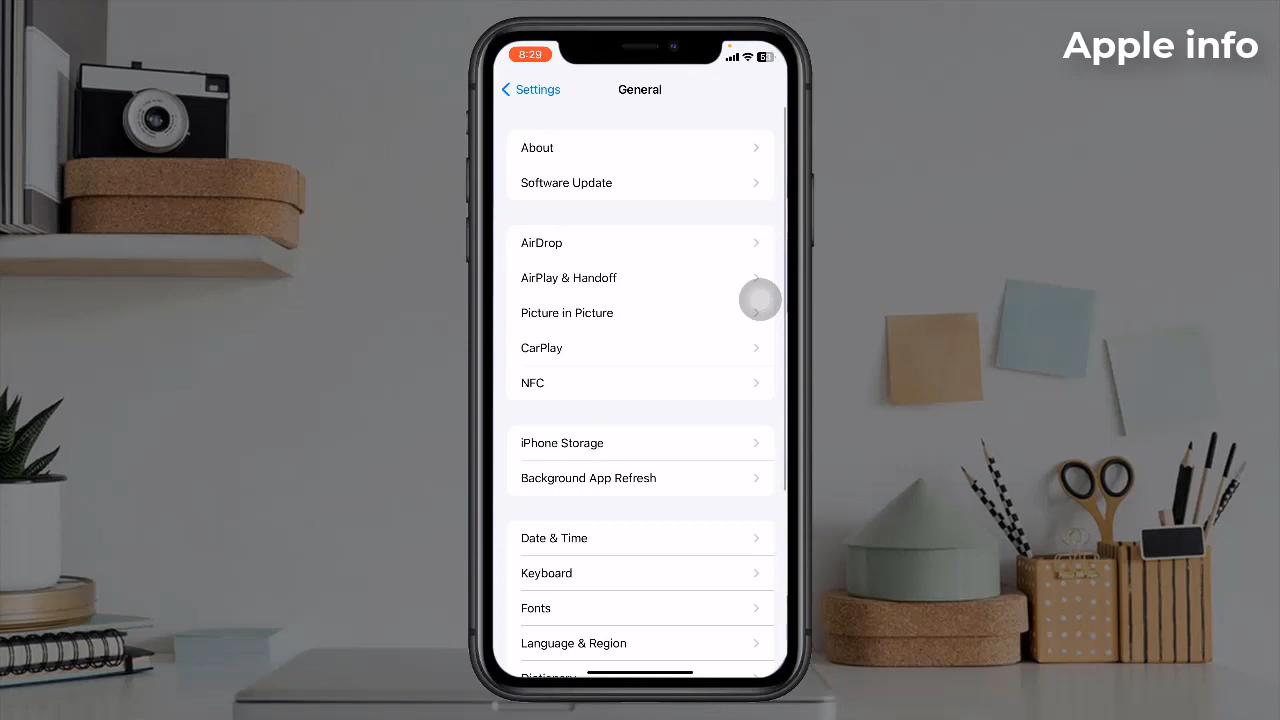 Apple info
8:29
Settings
General
About
Software Update
AirDrop
AirPlay & Handoff
Picture in Picture
CarPlay
NFC
iPhone Storage
Background App Refresh
Date & Time
Keyboard
Fonts
Language & Region
Dictionary